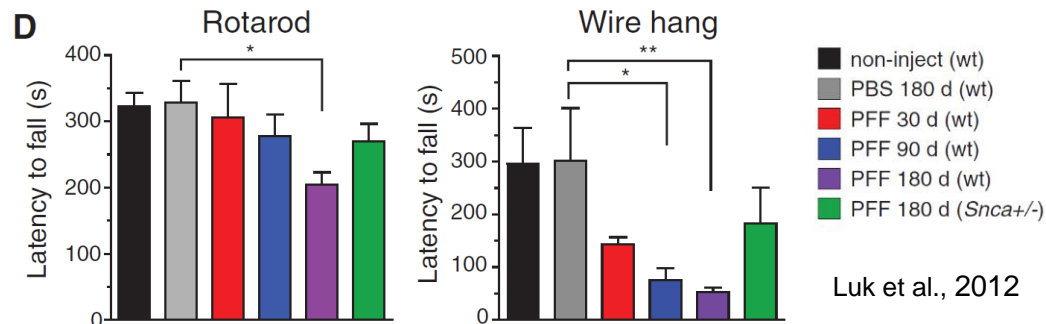 D
Rotarod
Latency to fall (s)
400
300
200
100
0
*
Wire hang
Latency to fall (s)
500
400
300
200
100
0
**
*
non-inject (wt)
PBS 180 d (wt)
PFF 30 d (wt)
PFF 90 d (wt)
PFF 180 d (wt)
PFF 180 d (Snca+/-)
Luk et al., 2012